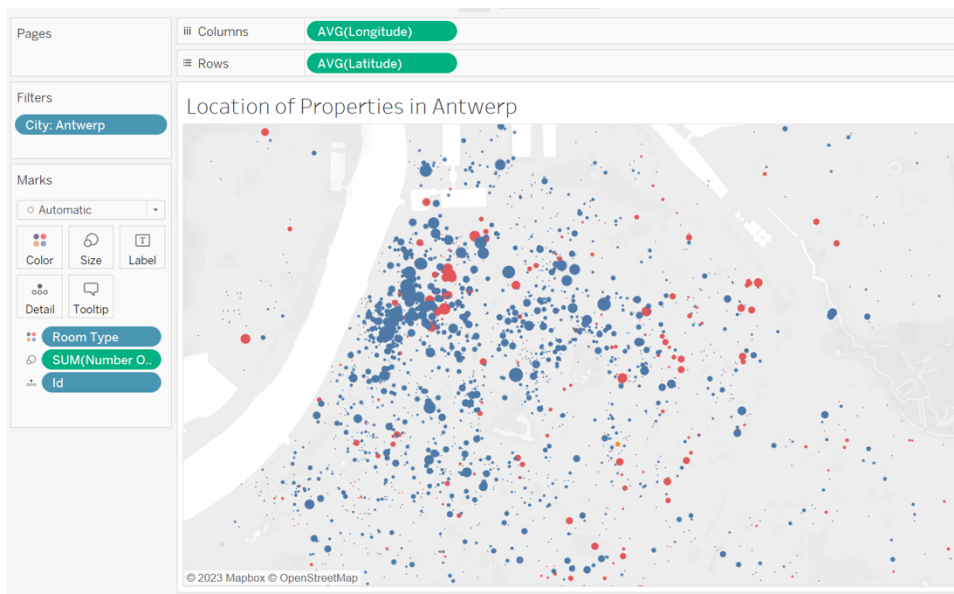 Pages
Columns
AVG(Longitude)
Rows
AVG(Latitude)
Filters
City: Antwerp
Location of Properties in Antwerp
Marks
Automatic
Color
Size
Label
Detail
Tooltip
Room Type
SUM(Number O..
Id
© 2023 Mapbox © OpenStreetMap